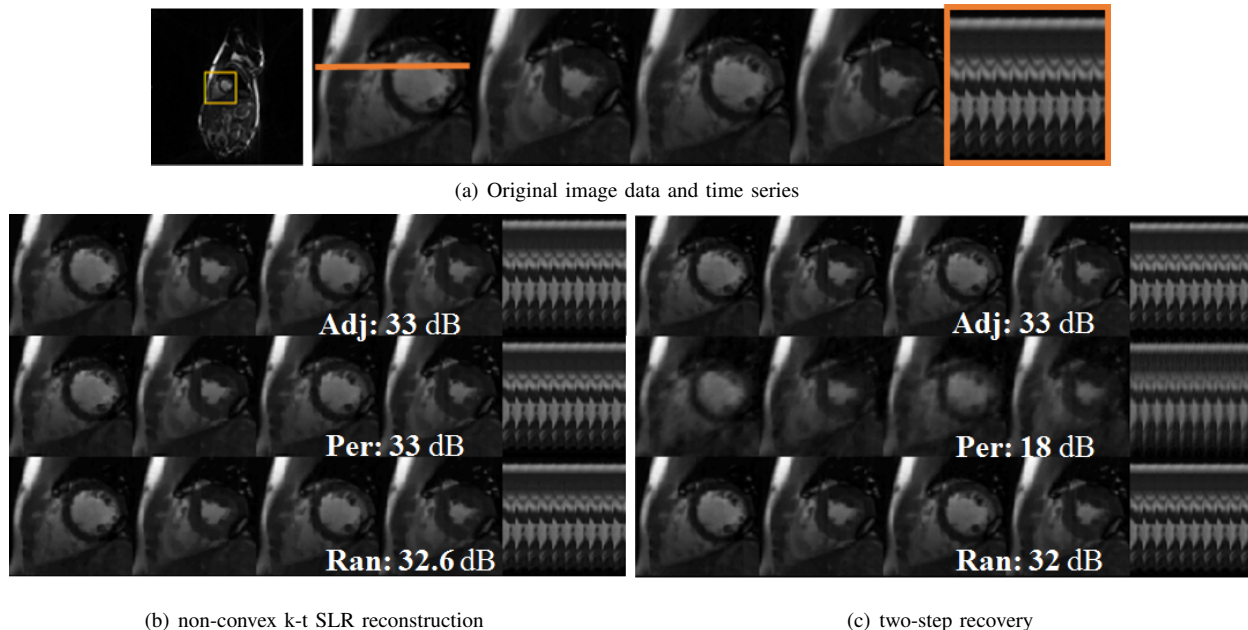 (a) Original image data and time series
Adj: 33 dB
Per: 33 dB
Ran: 32.6 dB
(b) non-convex k-t SLR reconstruction
Adj: 33 dB
Per: 18 dB
Ran: 32 dB
(c) two-step recovery